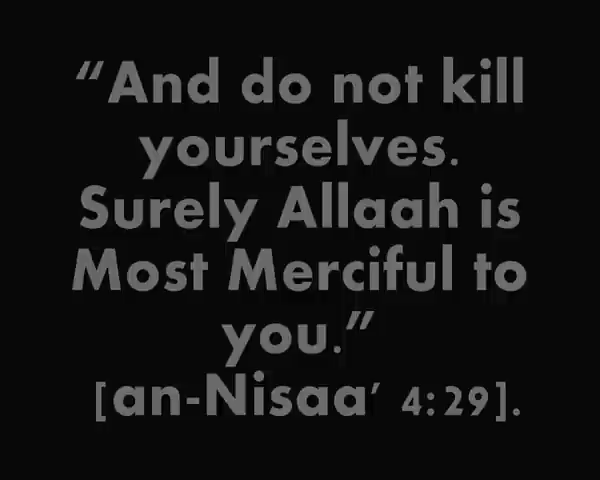 “And do not kill
yourselves.
Surely Allaah is
Most Merciful to
you.”
[an-Nisaa’ 4:29].